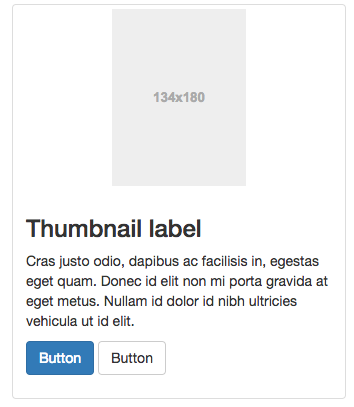 134x180
Thumbnail label
Cras justo odio, dapibus ac facilisis in, egestas
eget quam. Donec id elit non mi porta gravida at
eget metus. Nullam id dolor id nibh ultricies
vehicula ut id elit.
Button Button